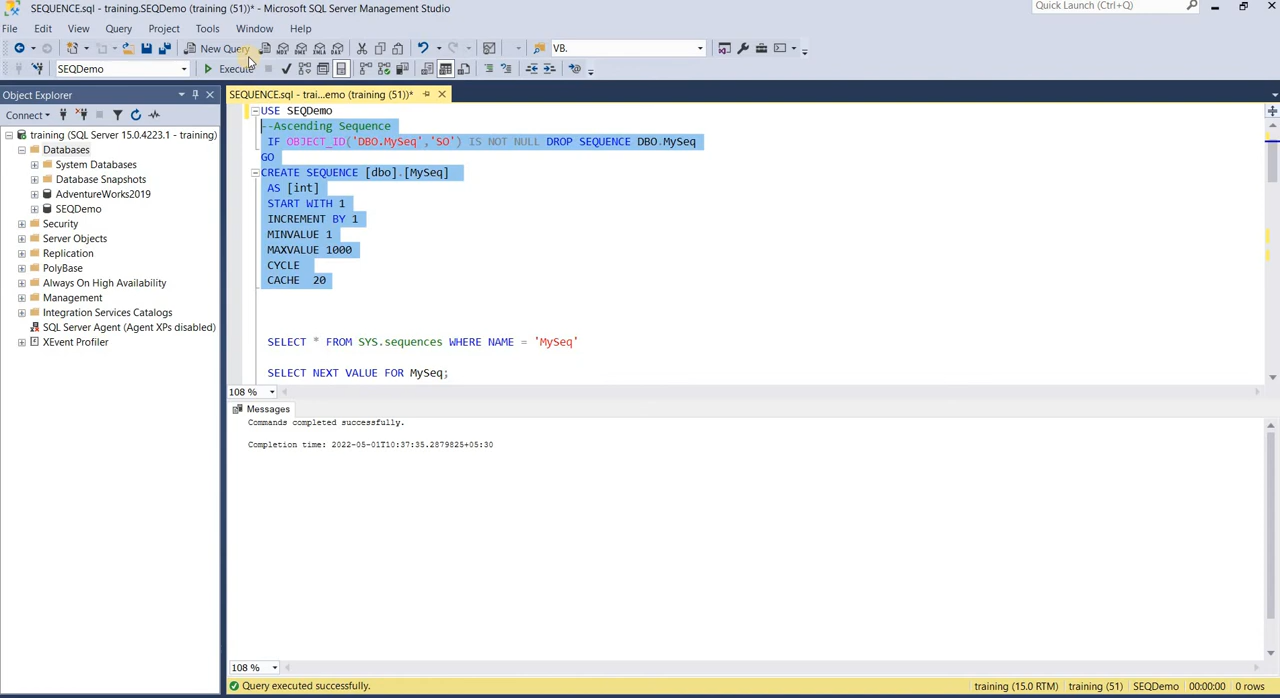 SEQUENCE.sql - training.SEQDemo (training (51))* - Microsoft SQL Server Management Studio
Quick Launch (Ctrl+Q)
File Edit View Query Project Tools Window Help
New Query
VB.
SEQDemo
Execute
Object Explorer
Connect
training (SQL Server 15.0.4223.1 - training)
Databases
System Databases
Database Snapshots
AdventureWorks2019
SEQDemo
Security
Server Objects
Replication
PolyBase
Always On High Availability
Management
Integration Services Catalogs
SQL Server Agent (Agent XPs disabled)
XEvent Profiler
SEQUENCE.sql - trai...emo (training (51))*
USE SEQDemo
--Ascending Sequence
IF OBJECT_ID('DBO.MySeq','SO') IS NOT NULL DROP SEQUENCE DBO.MySeq
GO
CREATE SEQUENCE [dbo].[MySeq]
AS [int]
START WITH 1
INCREMENT BY 1
MINVALUE 1
MAXVALUE 1000
CYCLE
CACHE 20
SELECT * FROM SYS.sequences WHERE NAME = 'MySeq'
SELECT NEXT VALUE FOR MySeq;
108 %
Messages
Commands completed successfully.
Completion time: 2022-05-01T10:37:35.2879825+05:30
108 %
Query executed successfully.
training (15.0 RTM) training (51) SEQDemo 00:00:00 0 rows